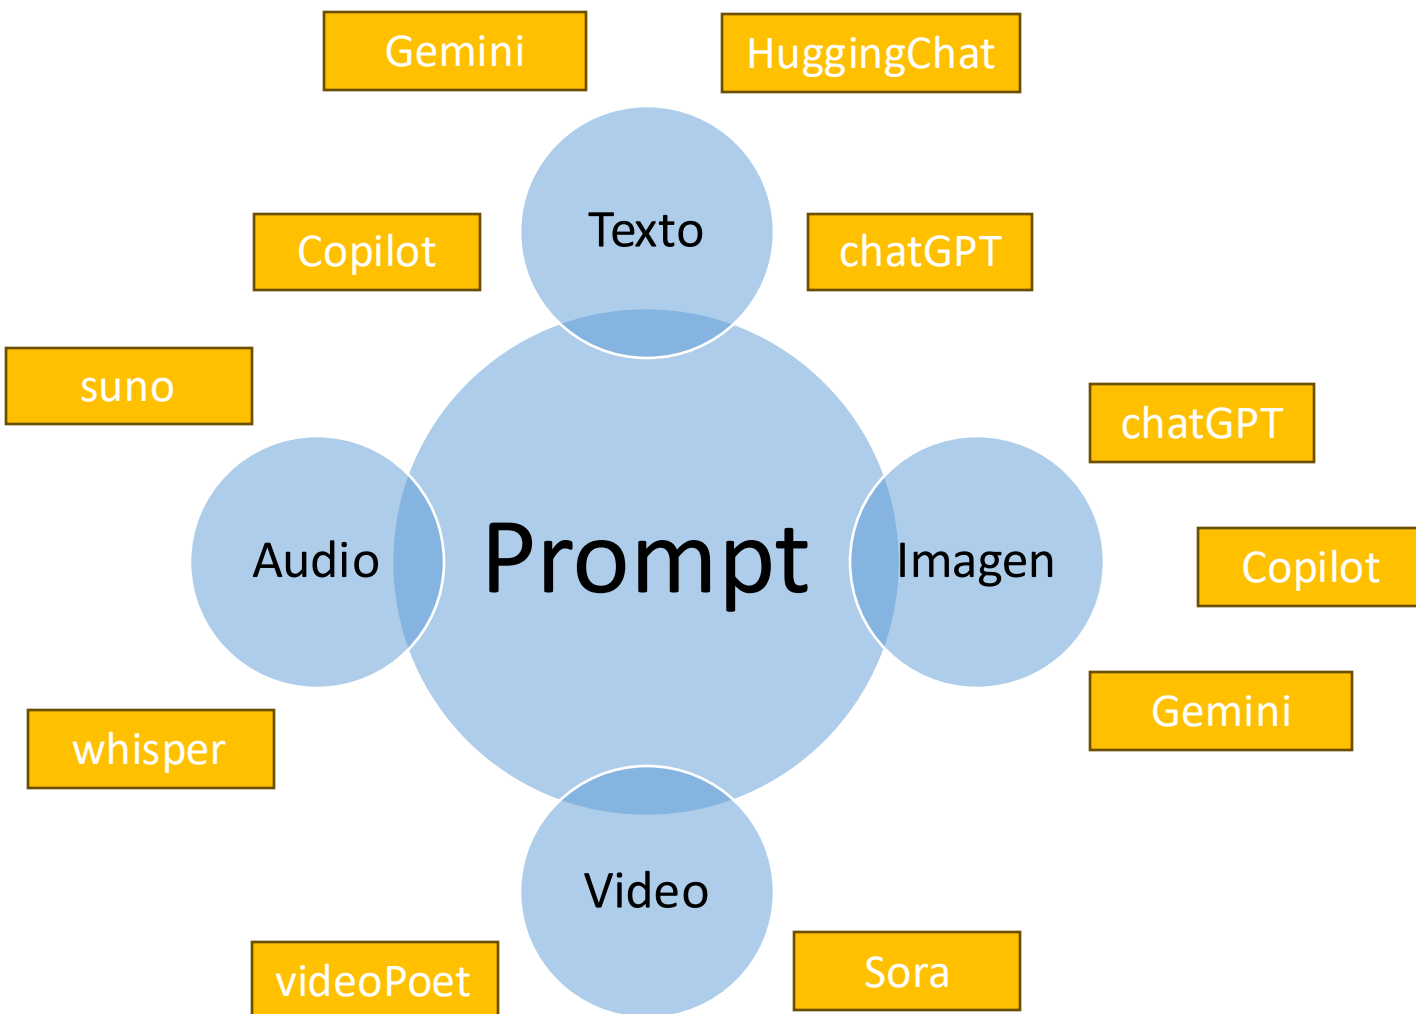 Gemini
HuggingChat
Texto
Copilot
chatGPT
suno
chatGPT
Audio
Prompt
Imagen
Copilot
Gemini
whisper
Video
videoPoet
Sora